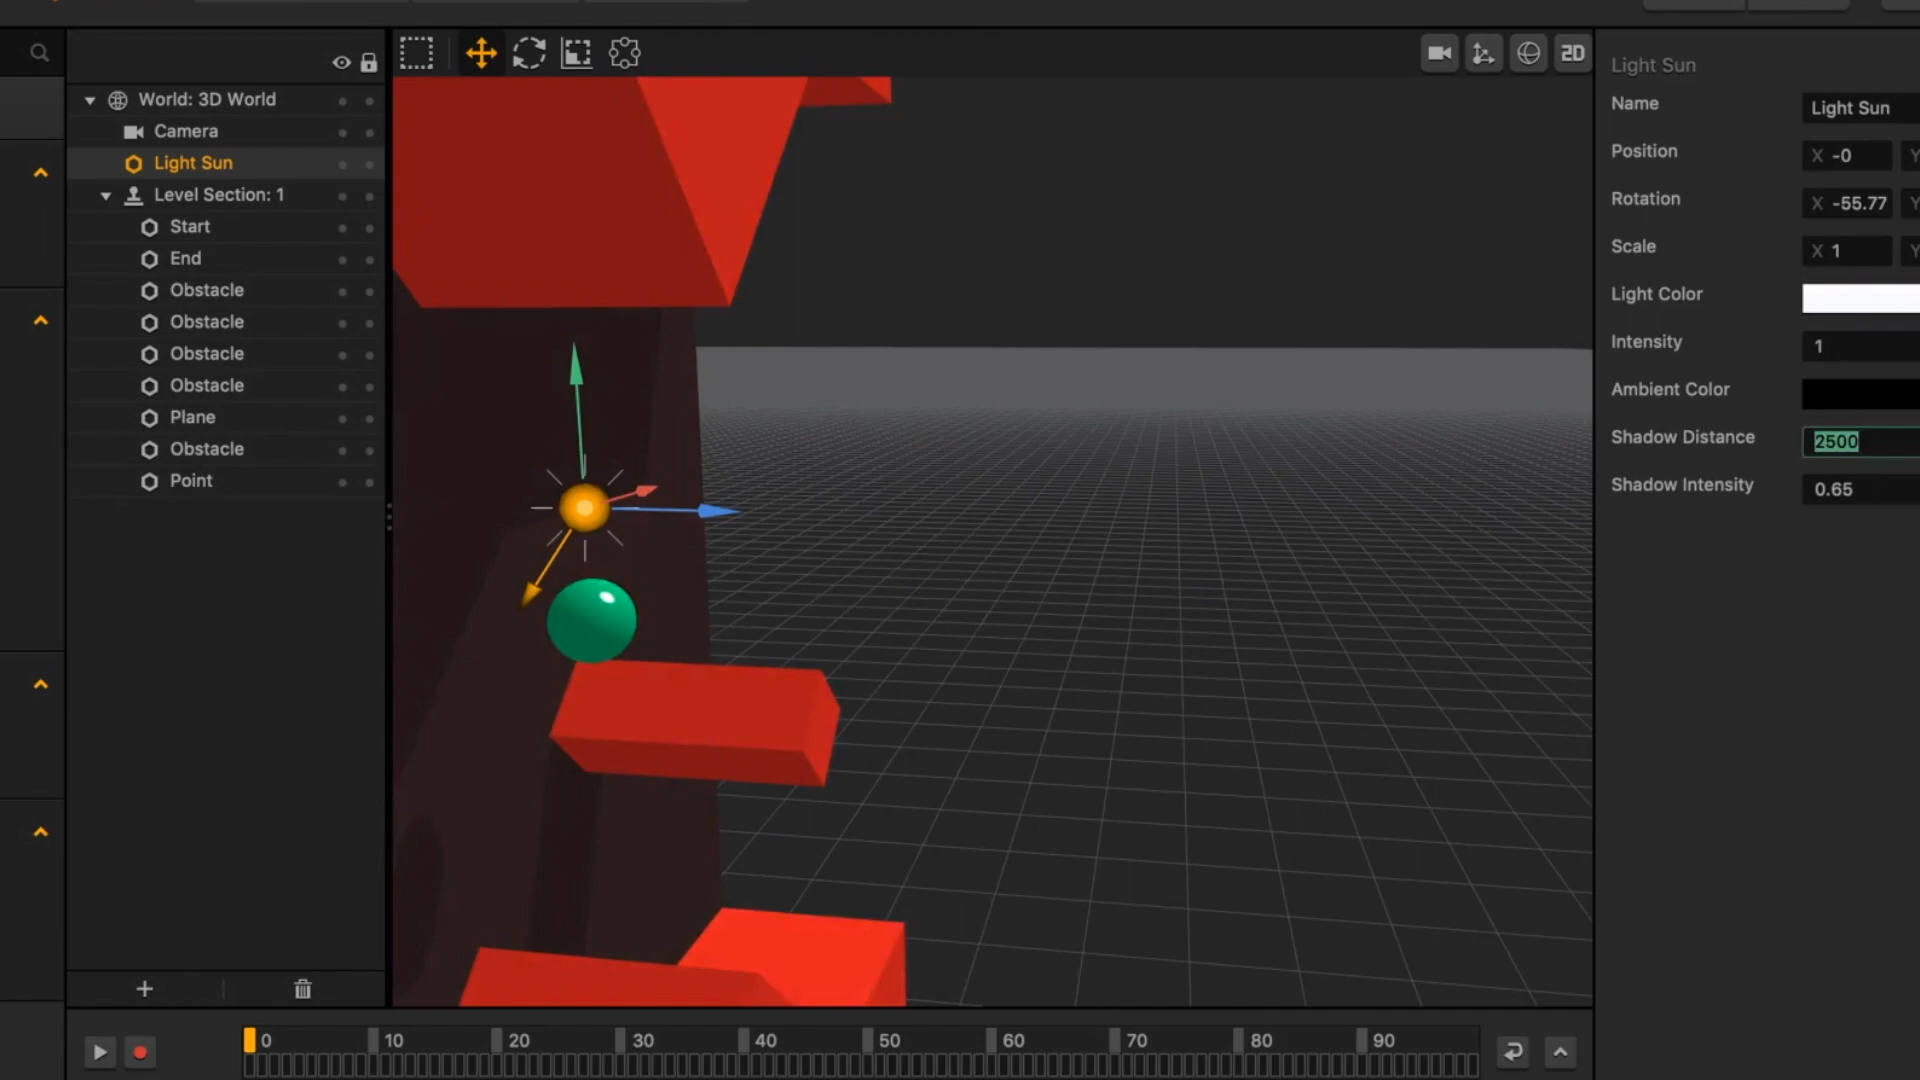 2D
World: 3D World
Camera
Light Sun
Level Section: 1
Start
End
Obstacle
Obstacle
Obstacle
Obstacle
Plane
Obstacle
Point
Light Sun
Name Light Sun
Position X -0 Y
Rotation X -55.77 Y
Scale X 1 Y
Light Color
Intensity 1
Ambient Color
Shadow Distance 2500
Shadow Intensity 0.65
0 10 20 30 40 50 60 70 80 90